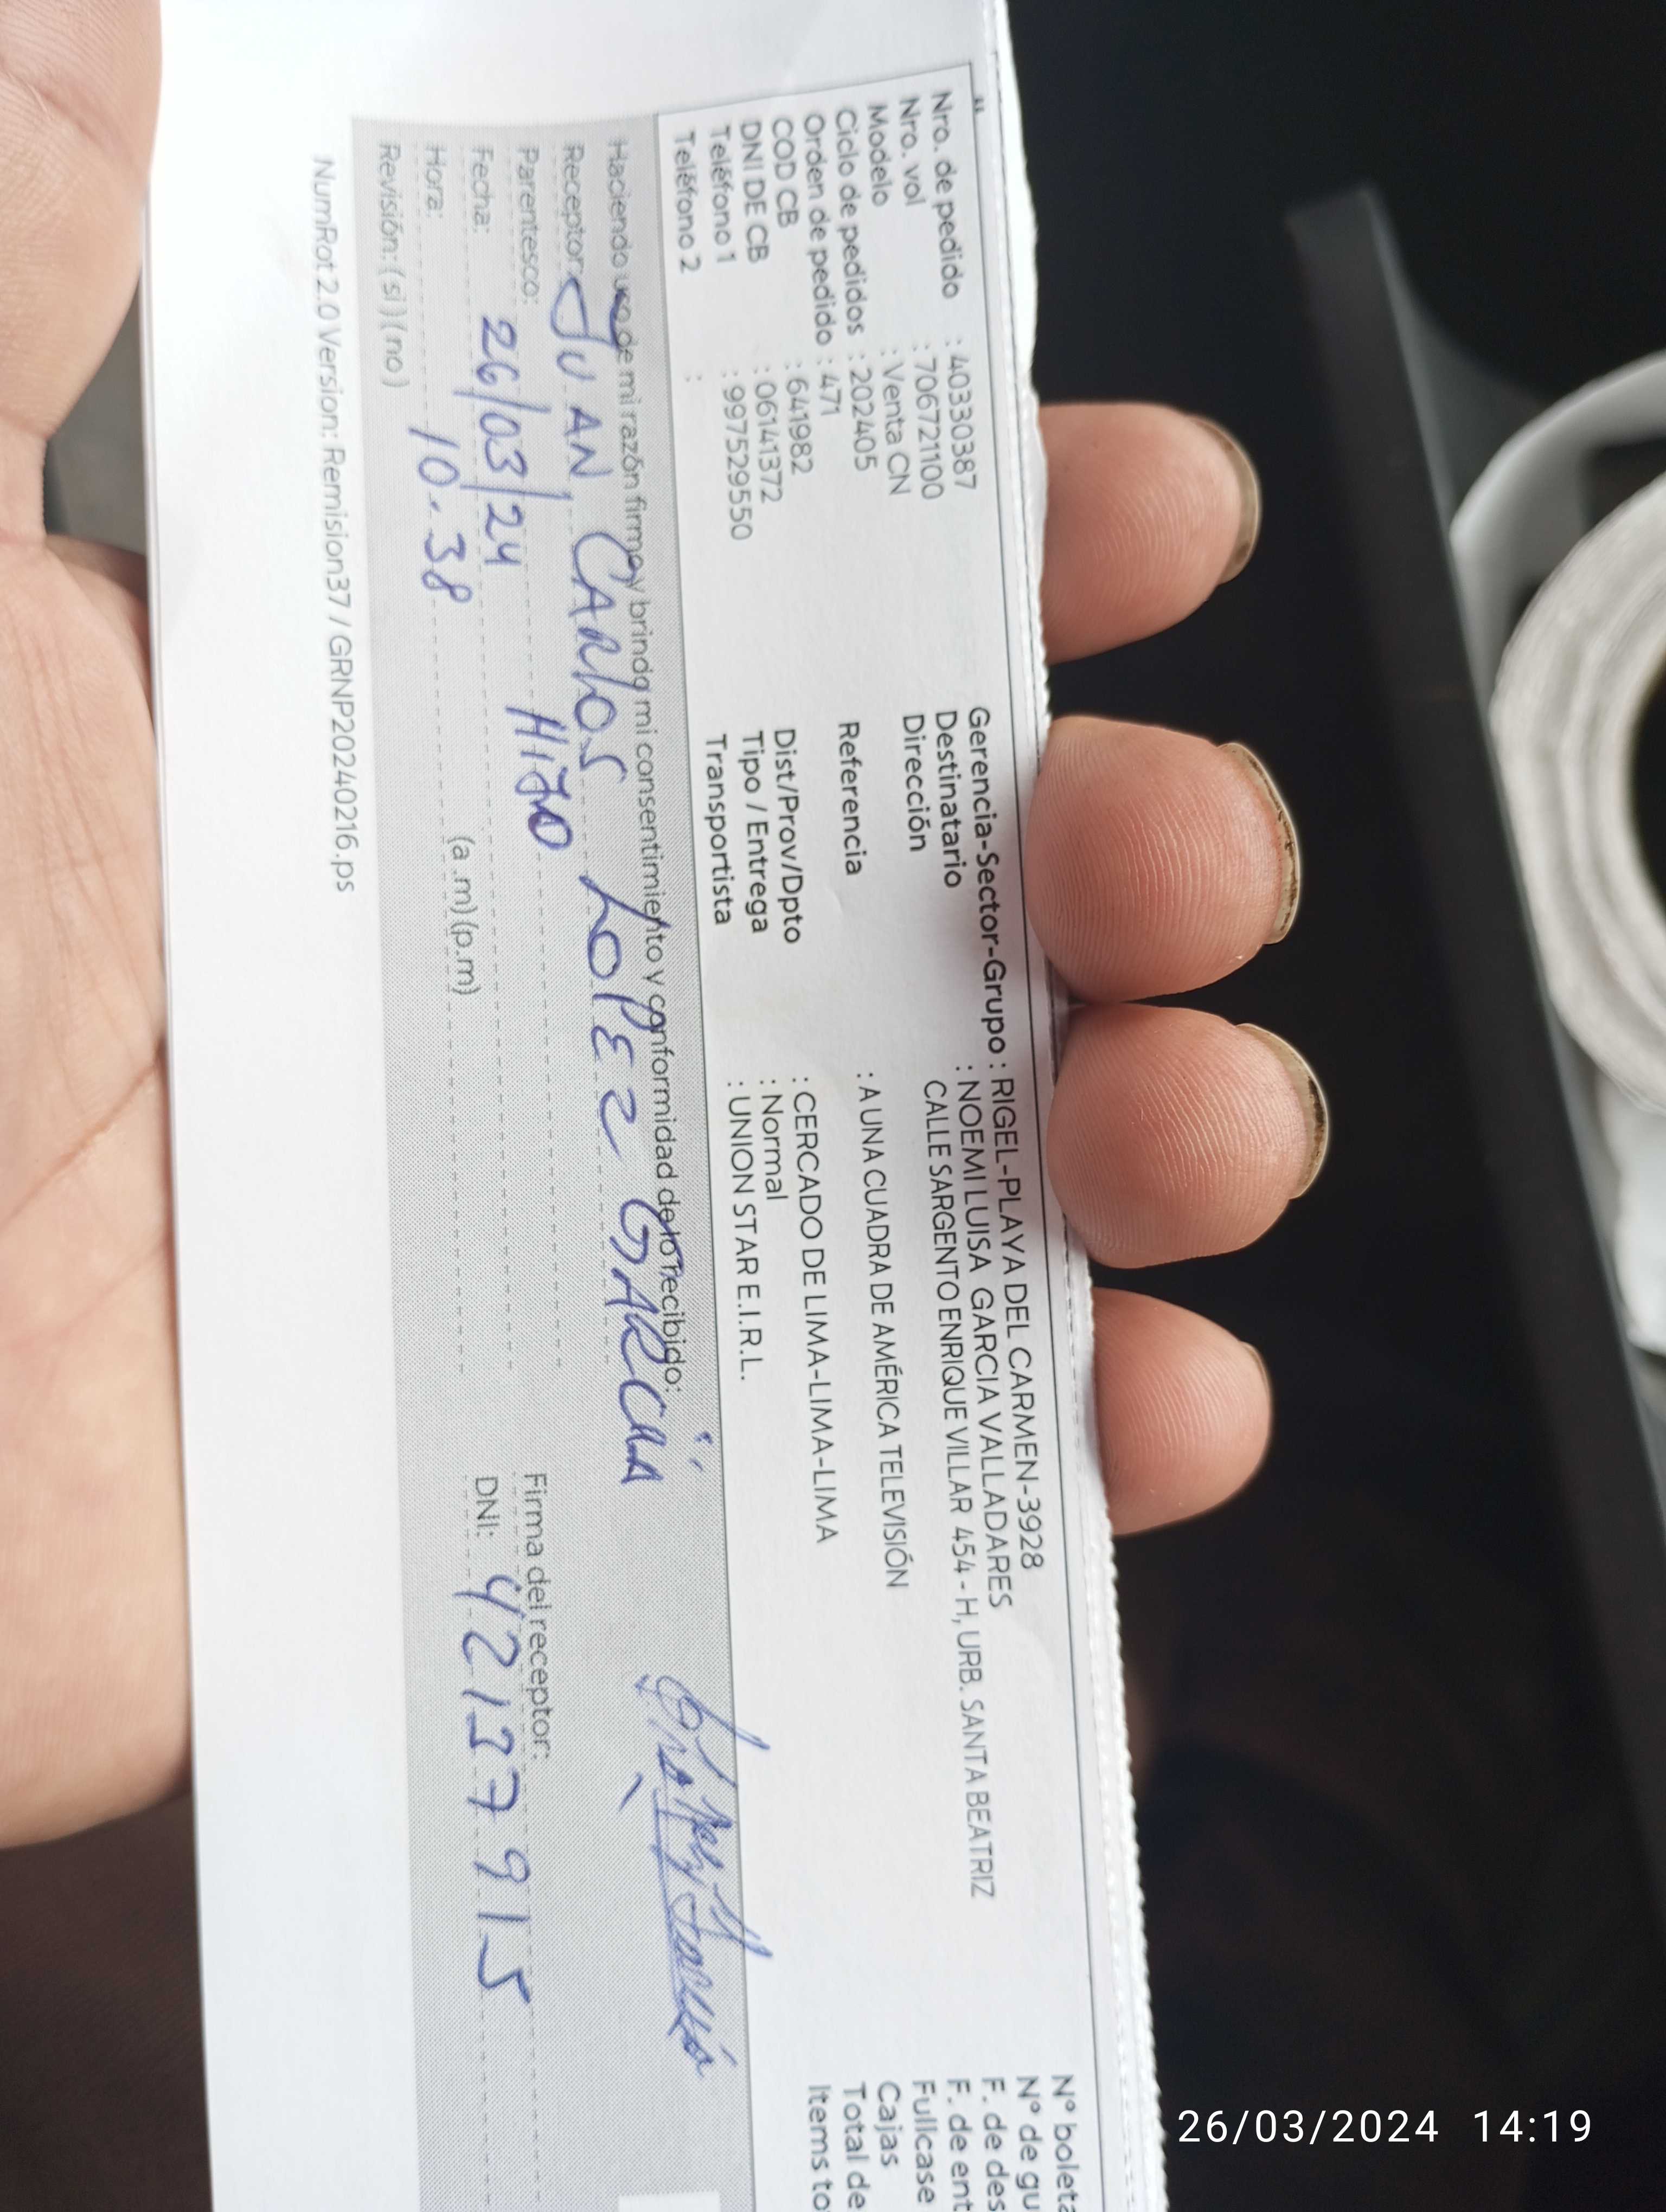 Nro. de pedido : 40330387
Nro. vol : 706721100
Modelo : Venta CN
Ciclo de pedidos : 202405
Orden de pedido : 471
COD CB : 641982
DNI DE CB : 06141372
Teléfono 1 : 997529550
Teléfono 2 :
Gerencia-Sector-Grupo : RIGEL-PLAYA DEL CARMEN-3928
Destinatario : NOEMI LUISA GARCIA VALLADARES
Dirección CALLE SARGENTO ENRIQUE VILLAR 454-H, URB. SANTA BEATRIZ
Referencia : A UNA CUADRA DE AMÉRICA TELEVISIÓN
Dist/Prov/Dpto : CERCADO DE LIMA-LIMA-LIMA
Tipo / Entrega : Normal
Transportista : UNION STAR E.I.R.L.
N° boleta
N° de gu
F. de des
F. de ent
Fullcase
Cajas
Total de
Items to
Haciendo uso de mi razón firmo y brindo mi consentimiento y conformidad de lo recibido:
Receptor: JUAN CARLOS LOPEZ GARCIA
Parentesco: HIJO
Fecha: 26/03/24
Hora: 10.38 (a.m) (p.m)
Revisión: (si) (no)
Firma del receptor:
DNI: 42137915
NumRot 2.0 Version: Remision37 / GRNP20240216.ps
26/03/2024 14:19